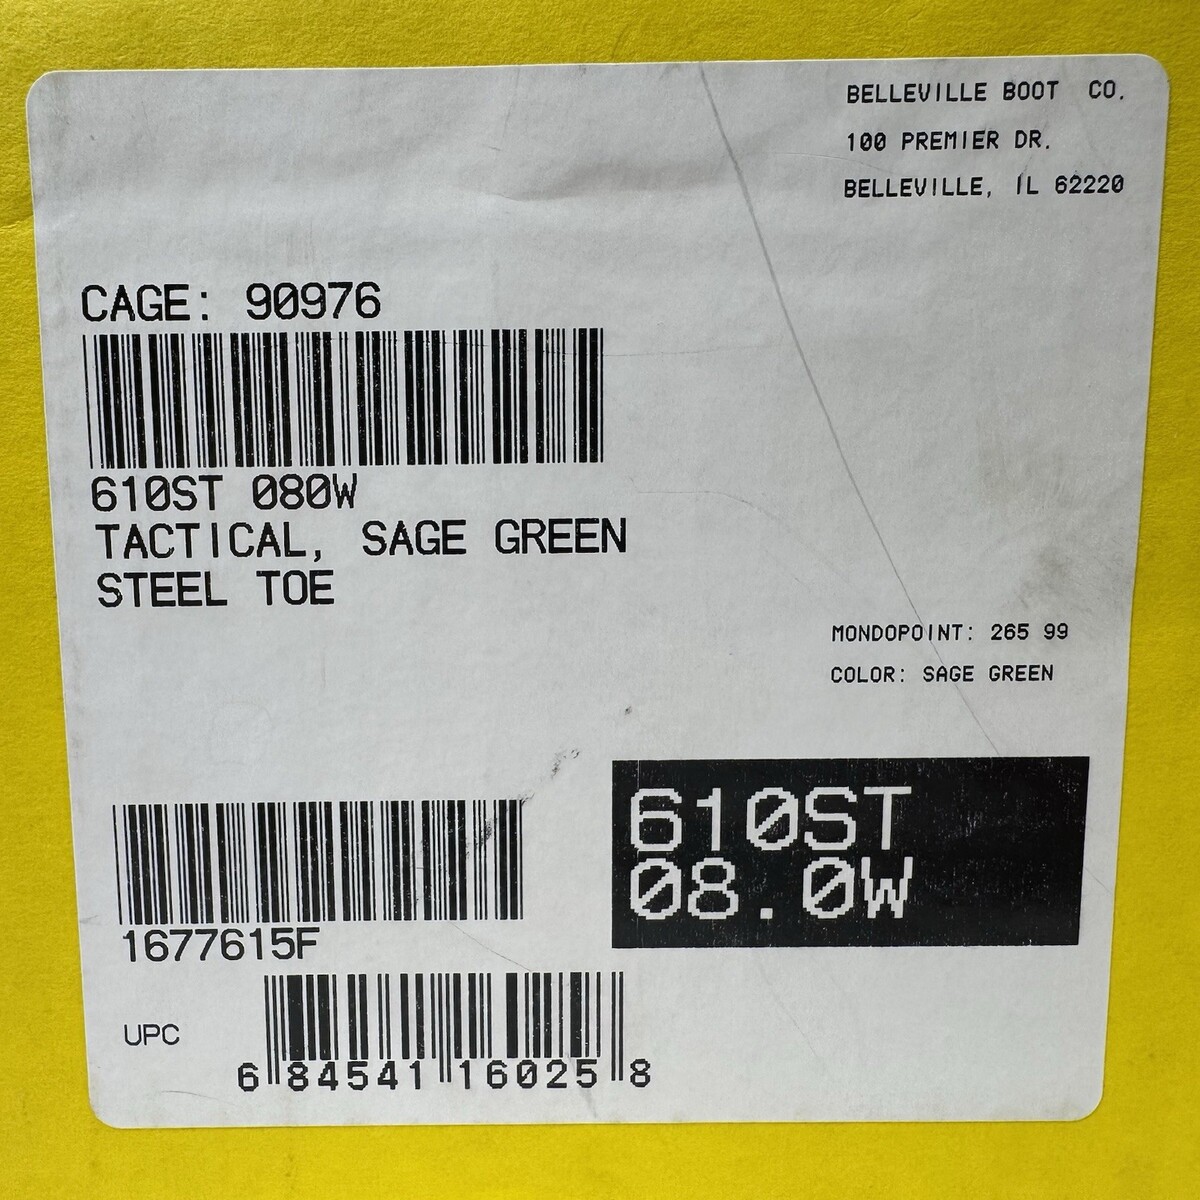 BELLEVILLE BOOT CO.
100 PREMIER DR.
BELLEVILLE, IL 62220
CAGE: 90976
610ST 080W
TACTICAL, SAGE GREEN
STEEL TOE
MONDOPOINT: 265 99
COLOR: SAGE GREEN
610ST
08.0W
1677615F
UPC
6 84541 16025 8